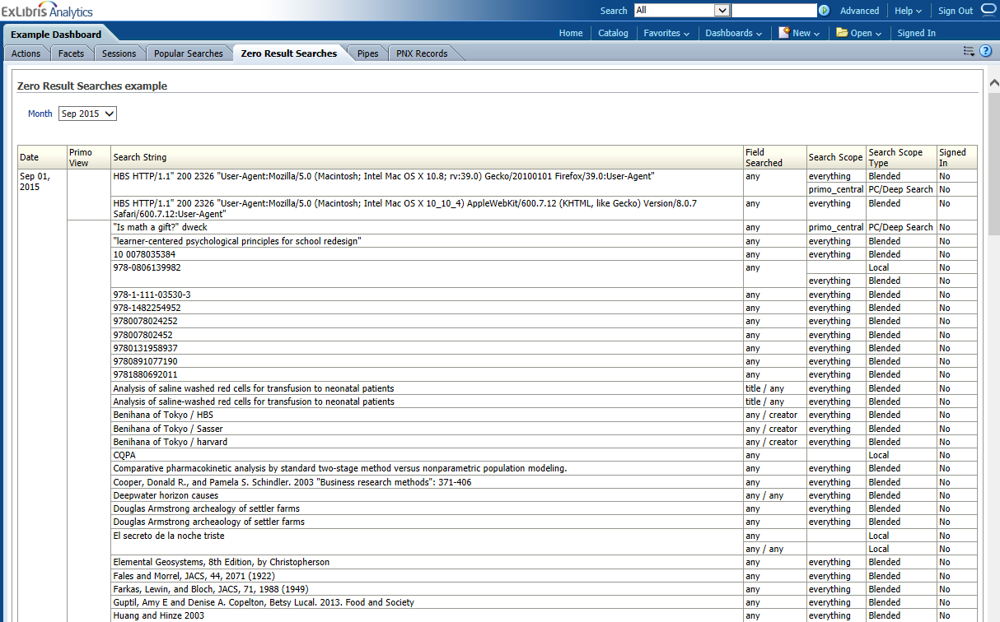 ExLibris Analytics
Search All Advanced Help Sign Out
Example Dashboard
Home Catalog Favorites Dashboards New Open Signed In
Actions Facets Sessions Popular Searches Zero Result Searches Pipes PNX Records
Zero Result Searches example
Month Sep 2015
Date Primo View Search String Field Searched Search Scope Search Scope Type Signed In
Sep 01, 2015 HBS HTTP/1.1" 200 2326 "User-Agent:Mozilla/5.0 (Macintosh; Intel Mac OS X 10.8; rv:39.0) Gecko/20100101 Firefox/39.0:User-Agent" any everything Blended No
primo_central PC/Deep Search No
HBS HTTP/1.1" 200 2326 "User-Agent:Mozilla/5.0 (Macintosh; Intel Mac OS X 10_10_4) AppleWebKit/600.7.12 (KHTML, like Gecko) Version/8.0.7 any everything Blended No
Safari/600.7.12:User-Agent"
"Is math a gift?" dweck any primo_central PC/Deep Search No
"learner-centered psychological principles for school redesign" any everything Blended No
10 0078035384 any everything Blended No
978-0806139982 any Local No
everything Blended No
978-1-111-03530-3 any everything Blended No
978-1482254952 any everything Blended No
9780078024252 any everything Blended No
978007802452 any everything Blended No
9780131958937 any everything Blended No
9780891077190 any everything Blended No
9781880692011 any everything Blended No
Analysis of saline washed red cells for transfusion to neonatal patients title / any everything Blended No
Analysis of saline-washed red cells for transfusion to neonatal patients title / any everything Blended No
Benihana of Tokyo / HBS any / creator everything Blended No
Benihana of Tokyo / Sasser any / creator everything Blended No
Benihana of Tokyo / harvard any / creator everything Blended No
CQPA any Local No
Comparative pharmacokinetic analysis by standard two-stage method versus nonparametric population modeling. any everything Blended No
Cooper, Donald R., and Pamela S. Schindler. 2003 "Business research methods": 371-406 any everything Blended No
Deepwater horizon causes any / any everything Blended No
Douglas Armstrong archealogy of settler farms any everything Blended No
Douglas Armstrong archeaology of settler farms any everything Blended No
El secreto de la noche triste any Local No
any / any Local No
Elemental Geosystems, 8th Edition, by Christopherson any everything Blended No
Fales and Morrel, JACS, 44, 2071 (1922) any everything Blended No
Farkas, Lewin, and Bloch, JACS, 71, 1988 (1949) any everything Blended No
Guptil, Amy E and Denise A. Copelton, Betsy Lucal. 2013. Food and Society any everything Blended No
Huang and Hinze 2003 any everything Blended No